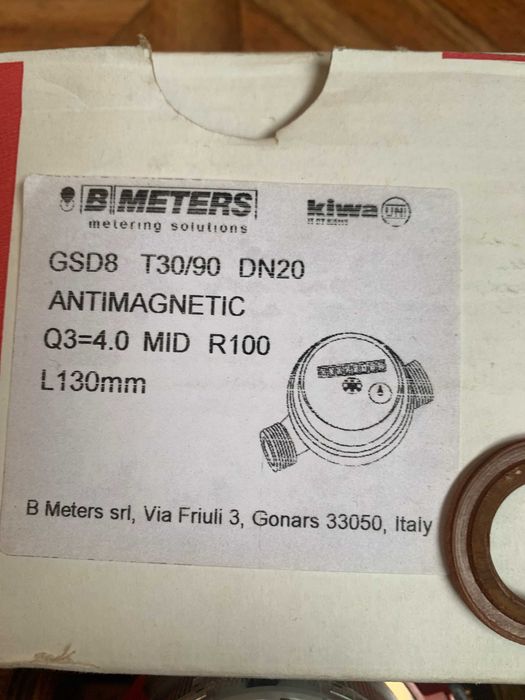 B METERS
metering solutions
kiwa UNI
GSD8 T30/90 DN20
ANTIMAGNETIC
Q3=4.0 MID R100
L130mm
B Meters srl, Via Friuli 3, Gonars 33050, Italy